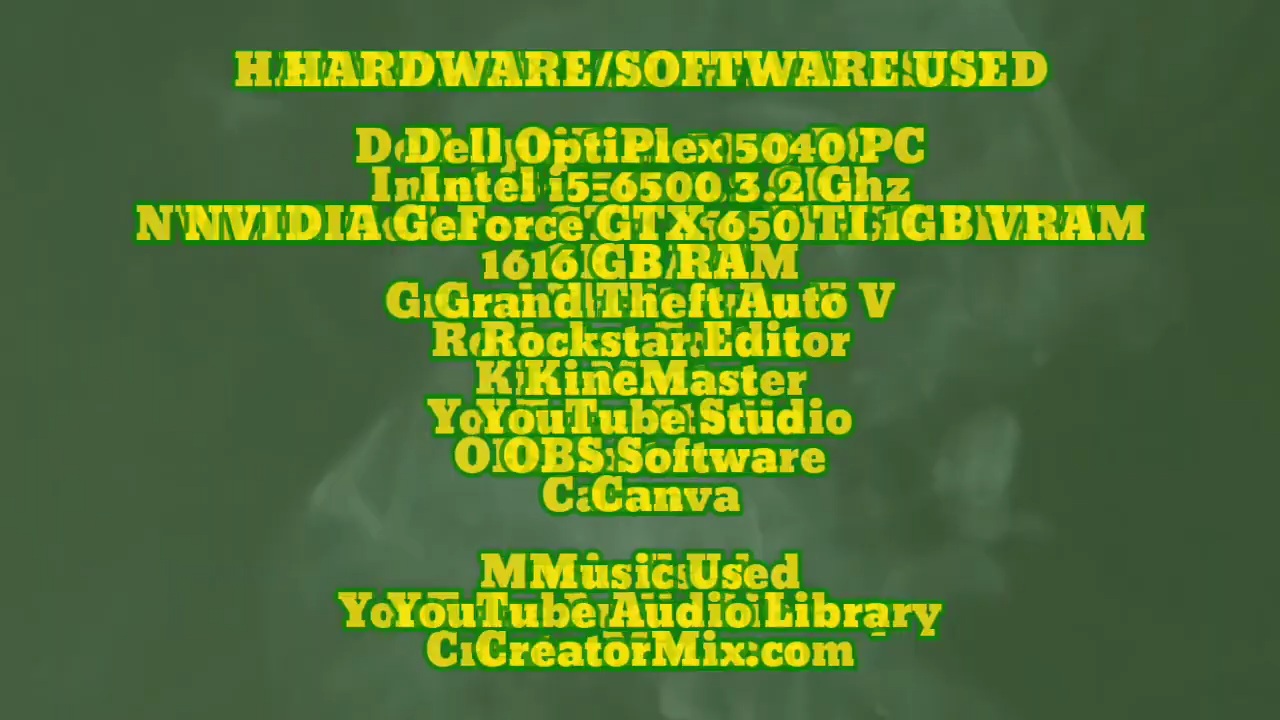 HARDWARE/SOFTWARE USED
Dell OptiPlex 5040 PC
Intel i5-6500 3.2 Ghz
NVIDIA GeForce GTX 650 TI 1GB VRAM
16 GB RAM
Grand Theft Auto V
Rockstar Editor
KineMaster
YouTube Studio
OBS Software
Canva
Music Used
YouTube Audio Library
CreatorMix.com